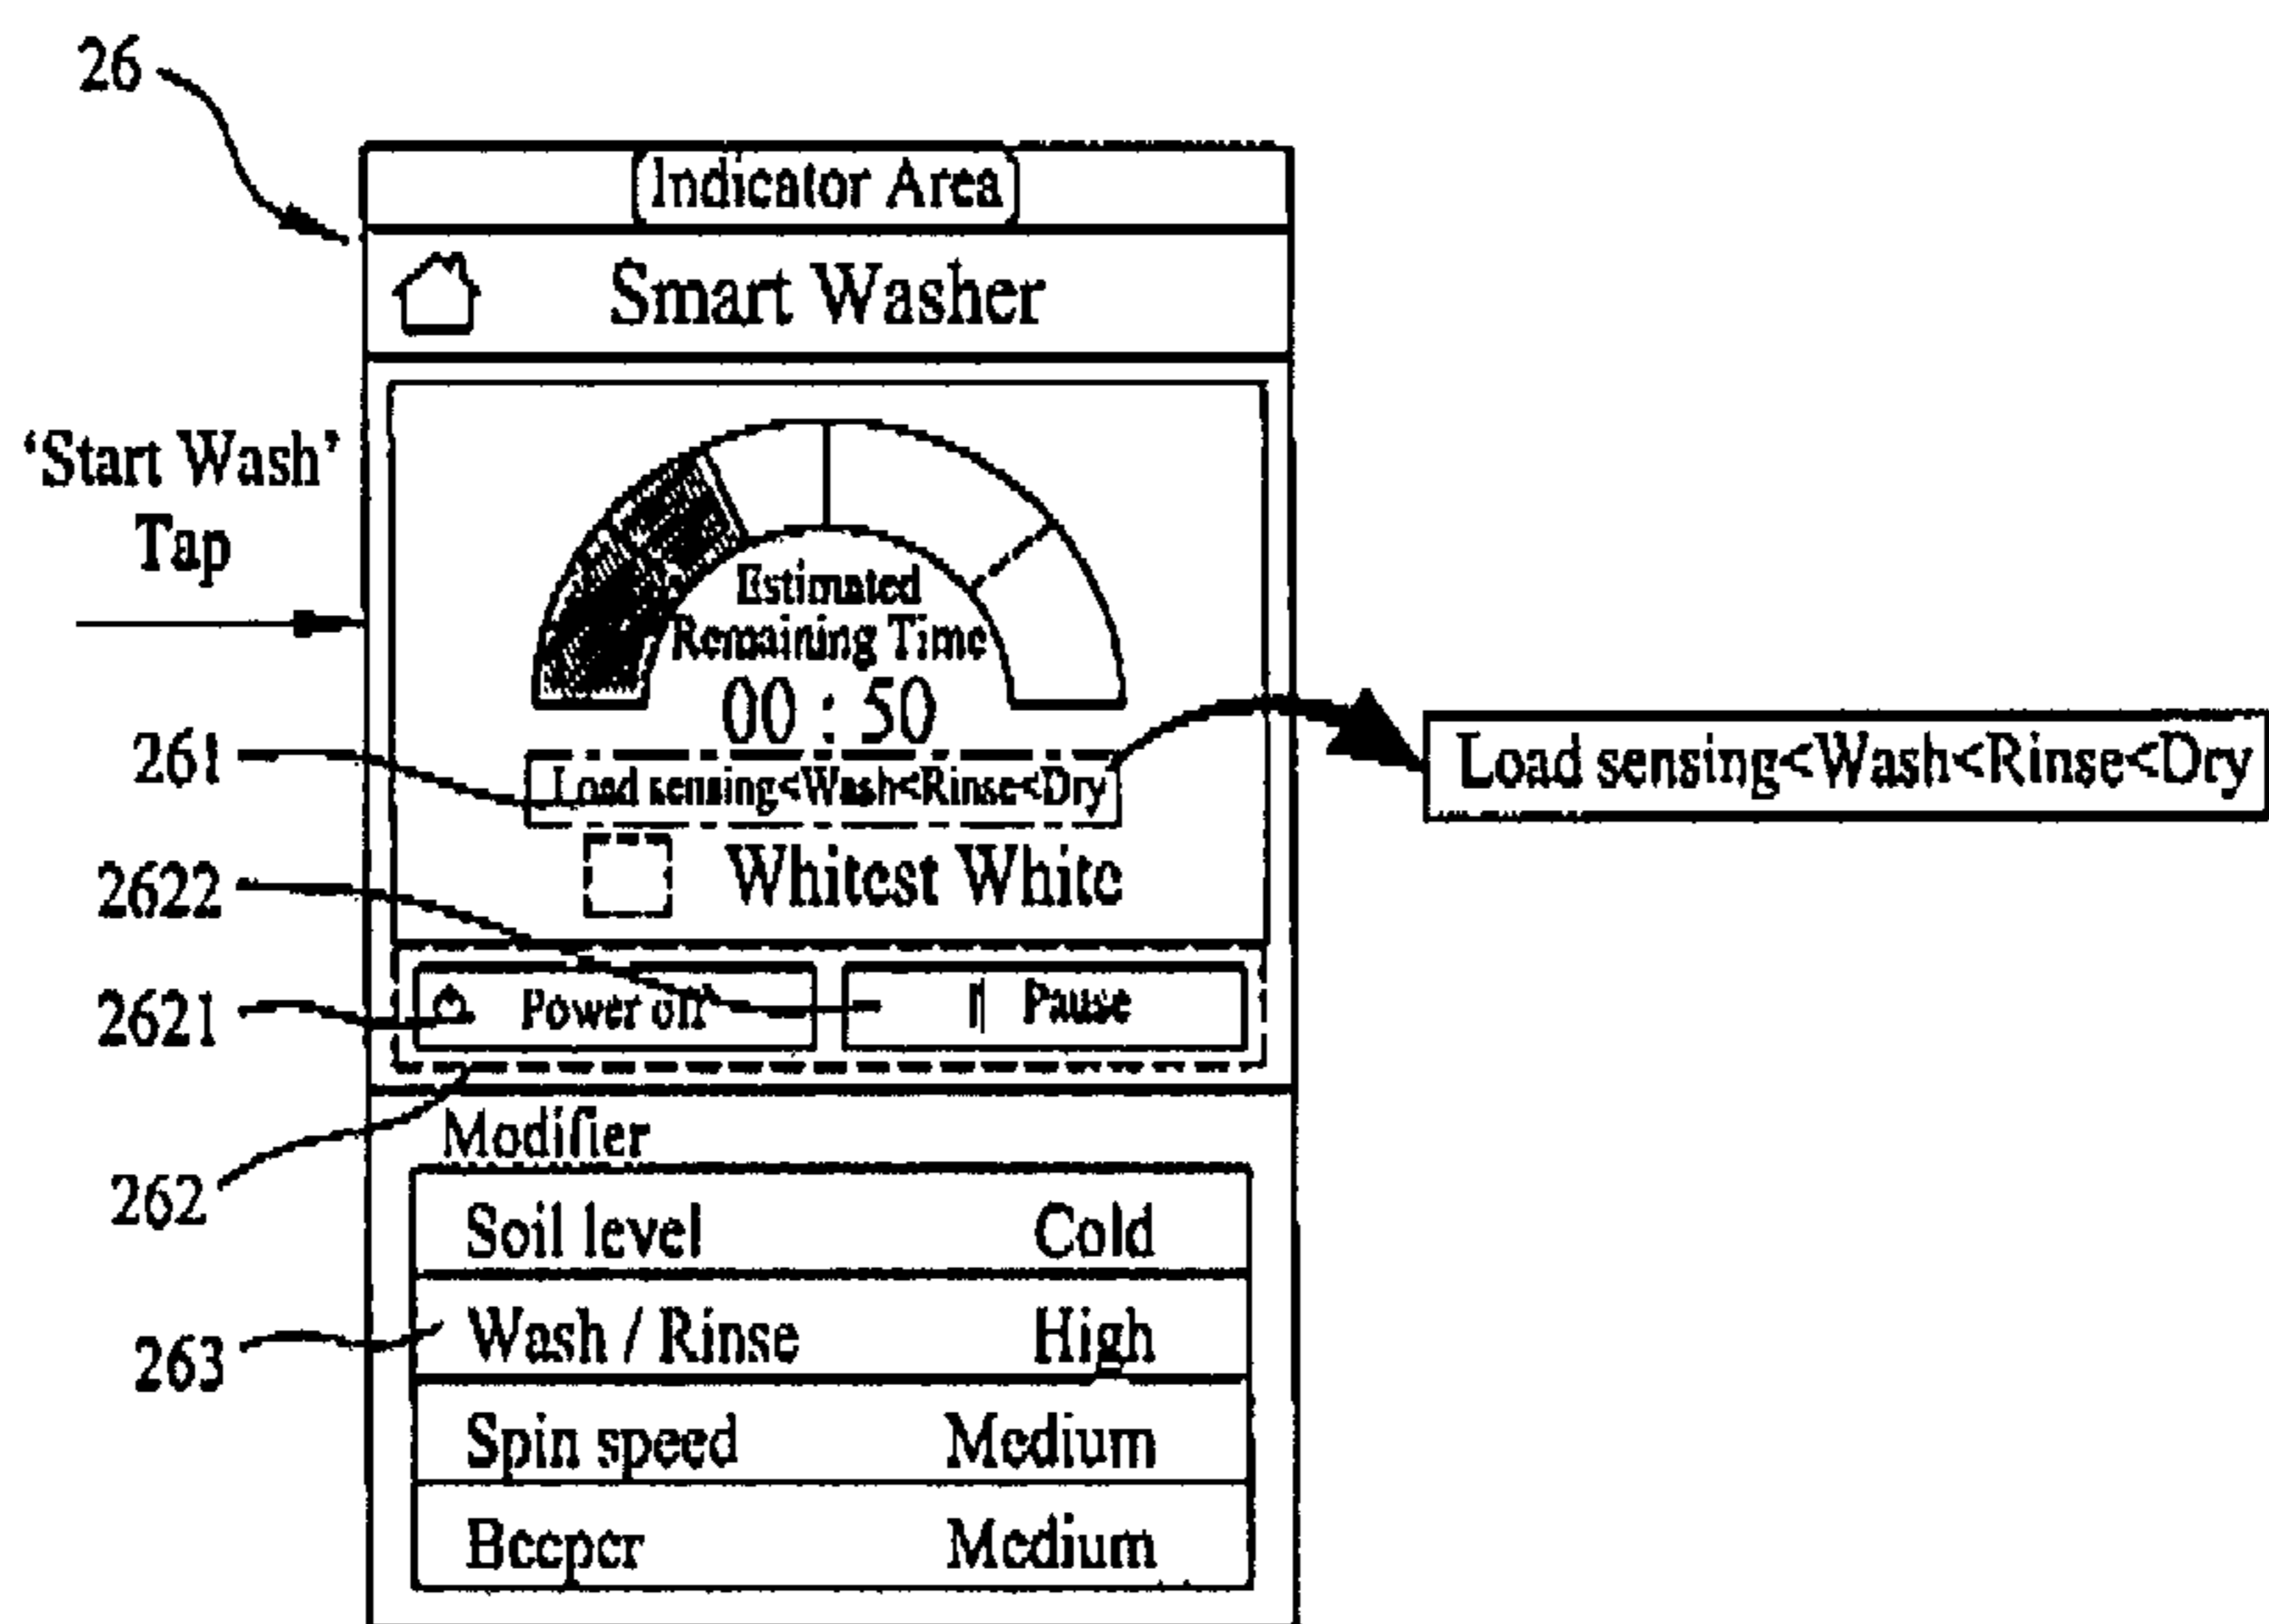 26
Indicator Area
Smart Washer
'Start Wash'
Tap
Estimated
Remaining Time
00 : 50
261
Load sensing<Wash<Rinse<Dry
Load sensing<Wash<Rinse<Dry
2622
Whitest White
2621
Power off
Pause
262
Modifier
Soil level Cold
263
Wash / Rinse High
Spin speed Medium
Beeper Medium